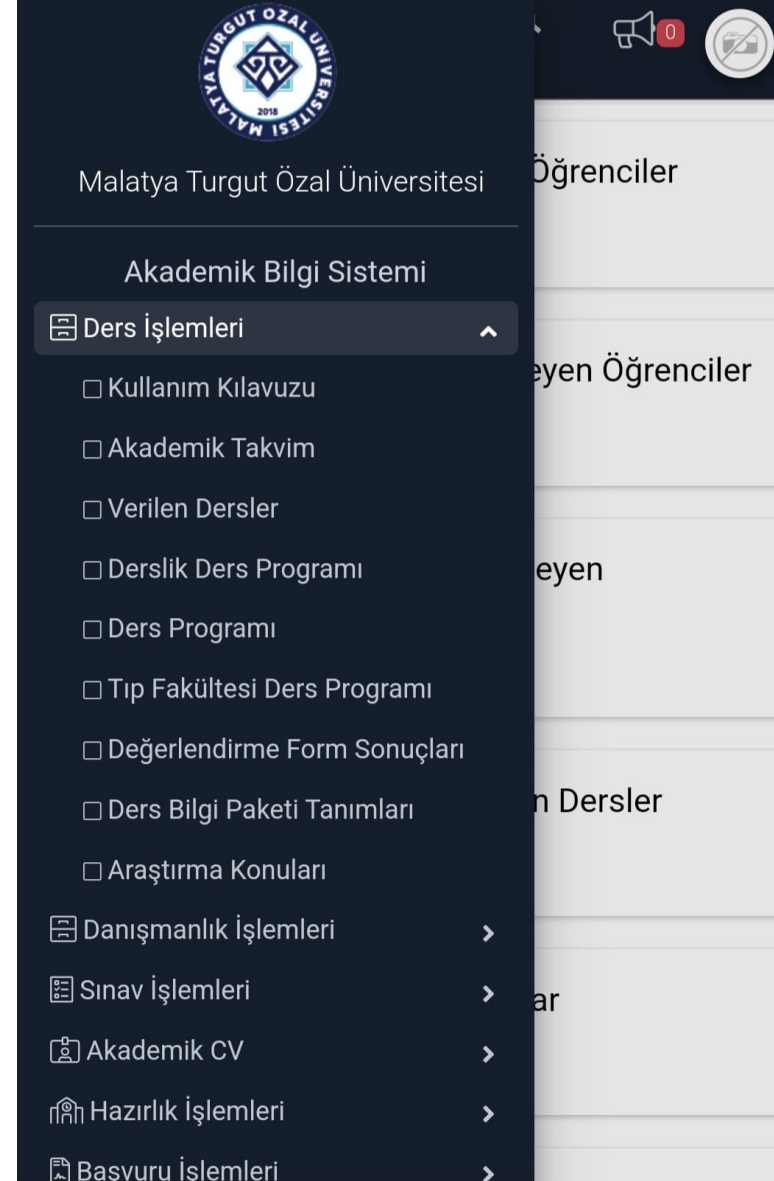 MALATYA TURGUT ÖZAL ÜNİVERSİTESİ
2018
0
Malatya Turgut Özal Üniversitesi
Akademik Bilgi Sistemi
Ders İşlemleri
Kullanım Kılavuzu
Akademik Takvim
Verilen Dersler
Derslik Ders Programı
Ders Programı
Tıp Fakültesi Ders Programı
Değerlendirme Form Sonuçları
Ders Bilgi Paketi Tanımları
Araştırma Konuları
Danışmanlık İşlemleri
Sınav İşlemleri
Akademik CV
Hazırlık İşlemleri
Başvuru İşlemleri
Öğrenciler
eyen Öğrenciler
eyen
n Dersler
ar